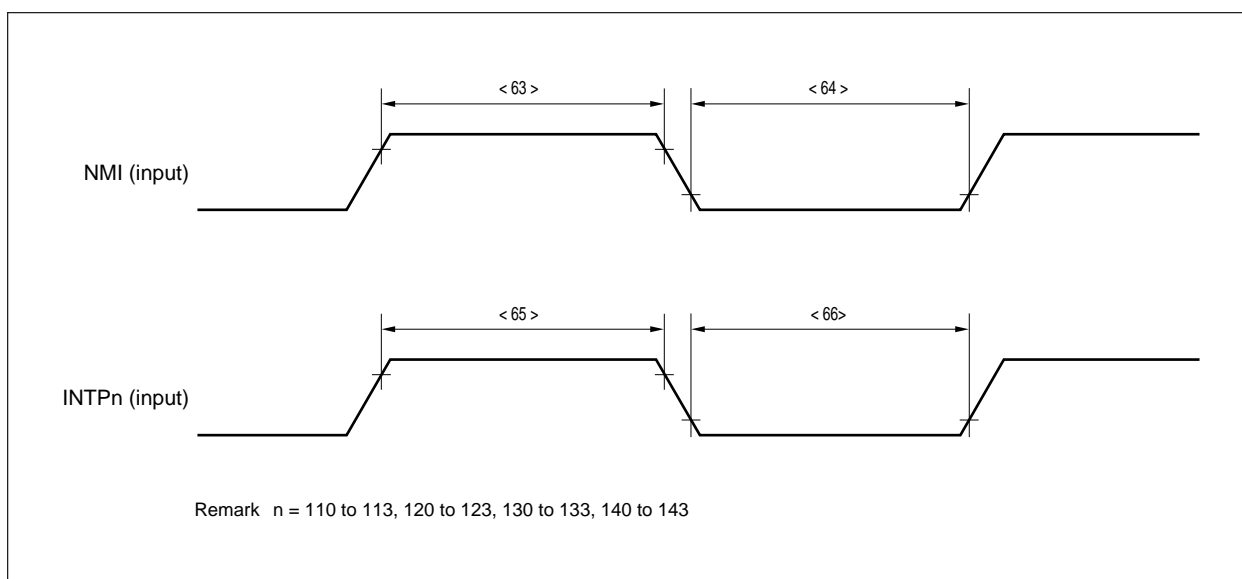 < 63 > < 64 >
NMI (input)
< 65 > < 66>
INTPn (input)
Remark n = 110 to 113, 120 to 123, 130 to 133, 140 to 143